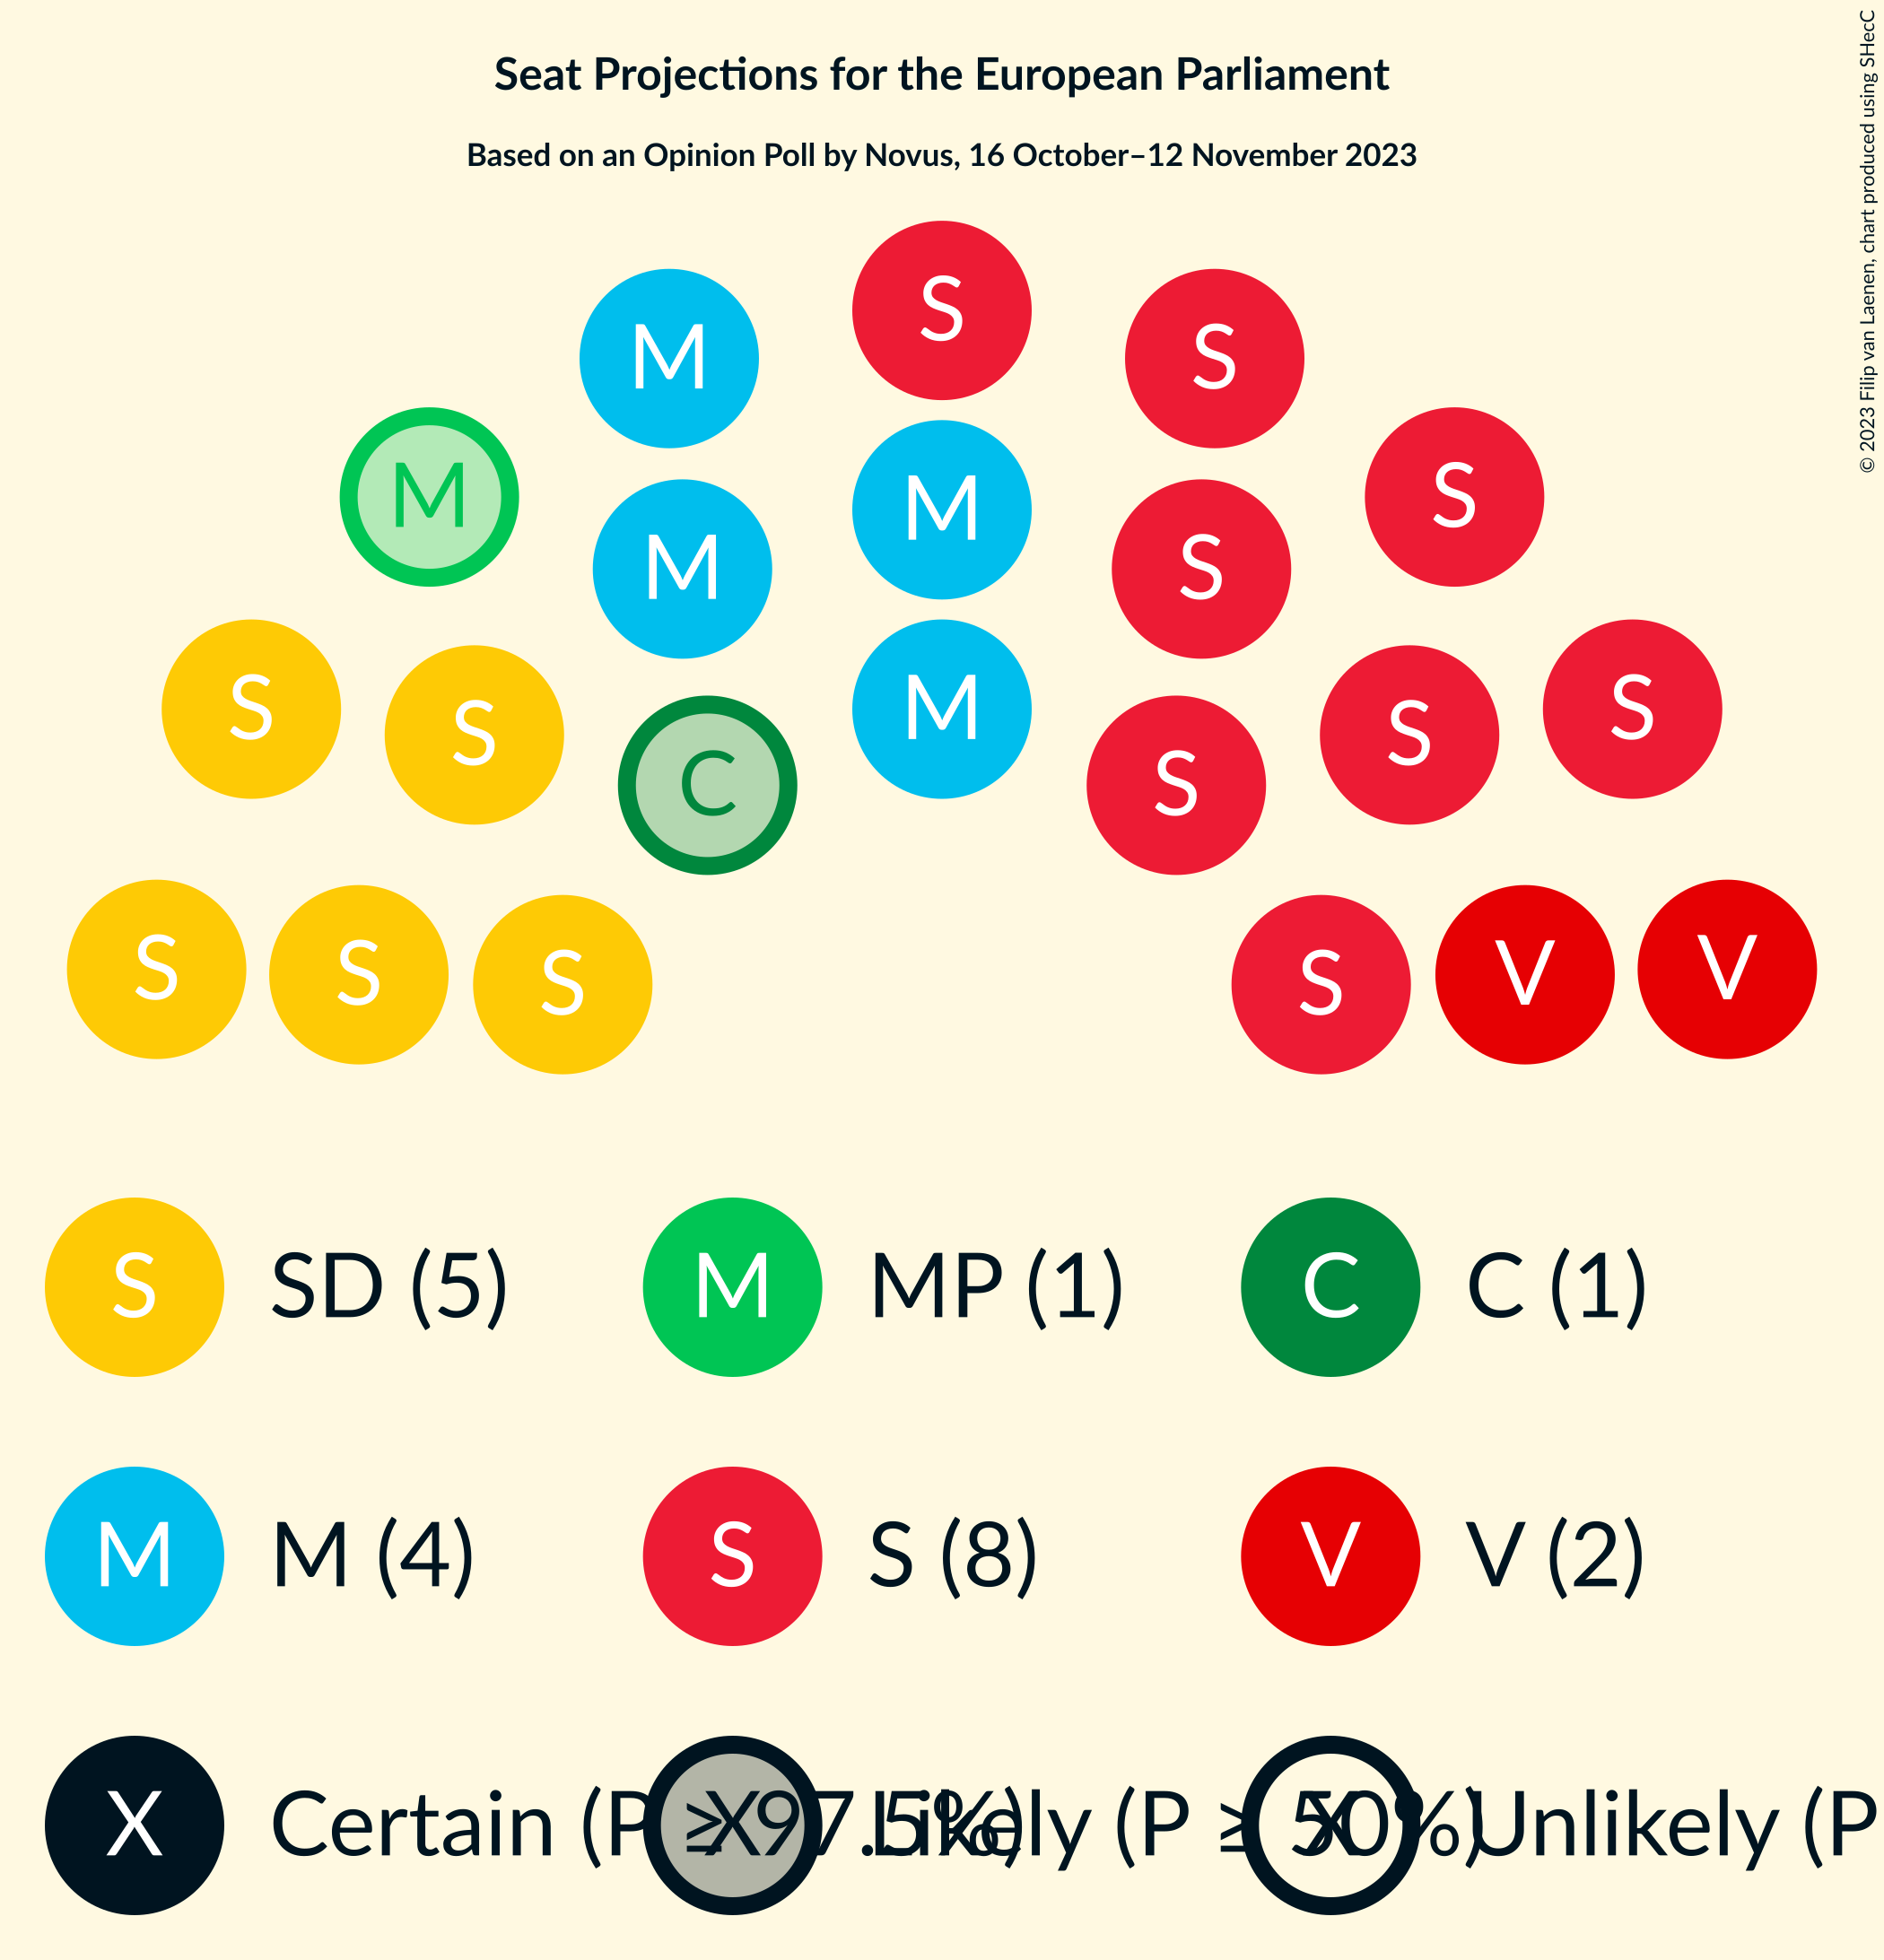 Seat Projections for the European Parliament
Based on an Opinion Poll by Novus, 16 October–12 November 2023
© 2023 Filip van Laenen, chart produced using SHecC
S
M
S
M
S
M
M
S
S
S
S
M
S
S
S
C
S
S
S
S
S
V
V
S SD (5) M MP (1) C C (1)
M M (4) S S (8) V V (2)
X Certain (P ≥ 97.5%) X Likely (P ≥ 50%) X Unlikely (P